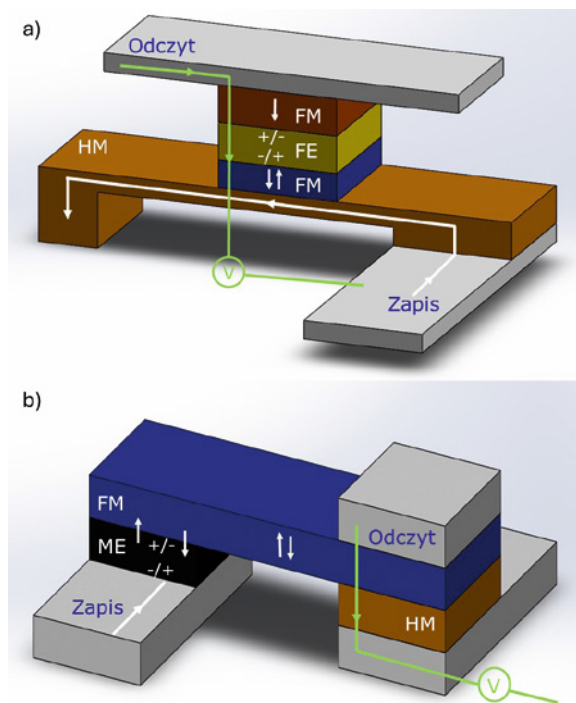 a)
Odczyt
FM
HM
+/-
FE
-/+
FM
V
Zapis
b)
FM
Odczyt
ME
+/-
-/+
Zapis
HM
V